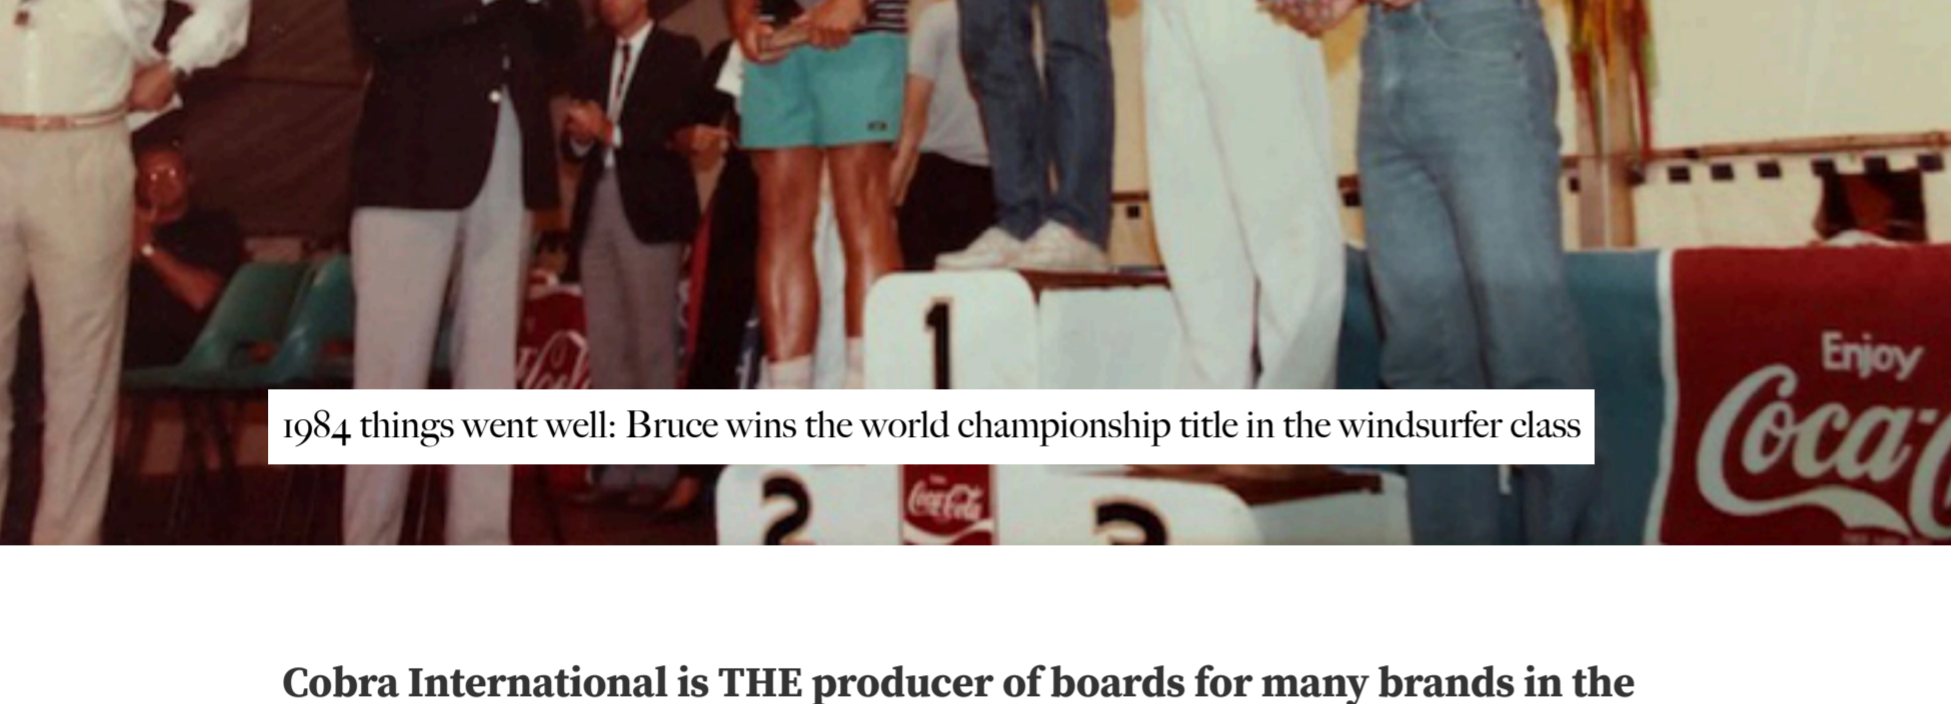 1
Enjoy
Coca-C
1984 things went well: Bruce wins the world championship title in the windsurfer class
2
Coca-Cola
3
Cobra International is THE producer of boards for many brands in the